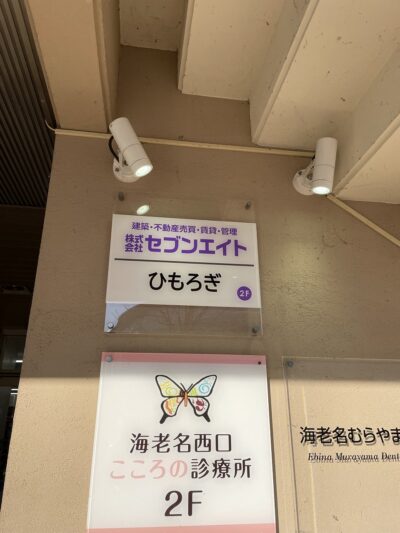 建築・不動産売買・賃貸・管理
株式会社 セブンエイト
ひもろぎ
2F
海老名西口
こころの診療所
2F
海老名むらやま
Ebina Murayama Dent